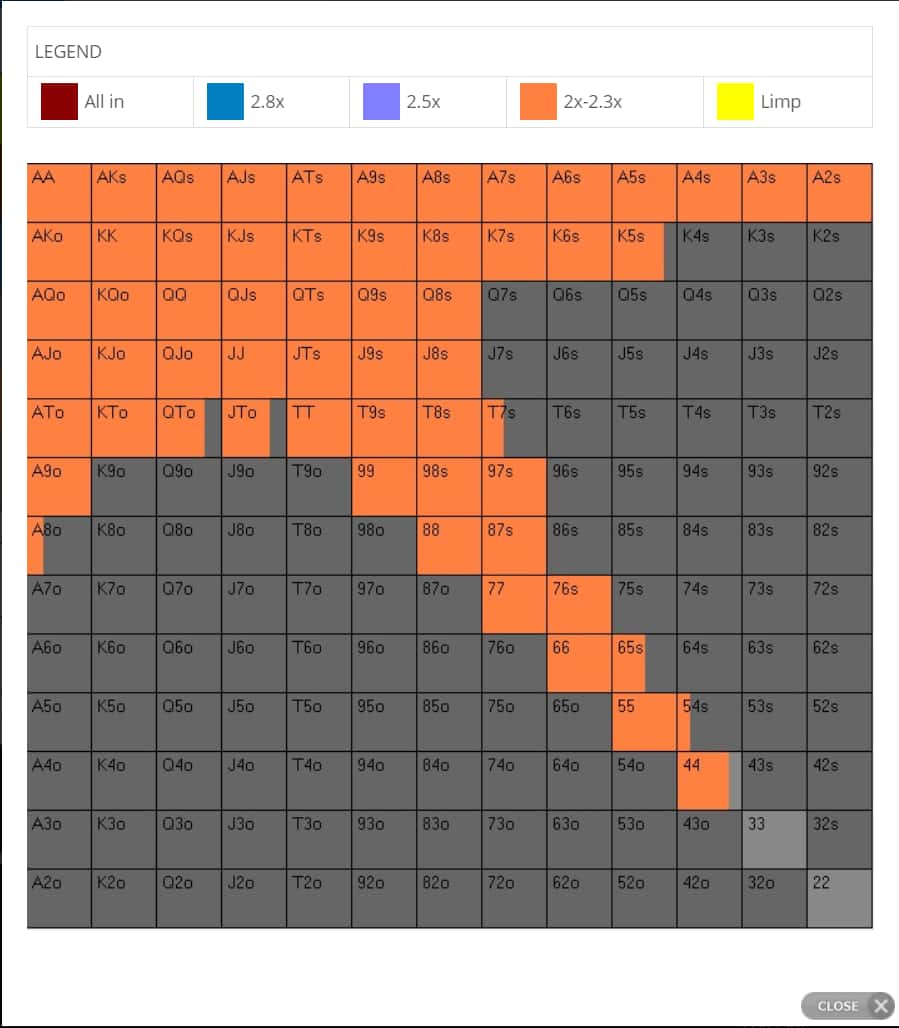 LEGEND
All in 2.8x 2.5x 2x-2.3x Limp
AA AKs AQs AJs ATs A9s A8s A7s A6s A5s A4s A3s A2s
AKo KK KQs KJs KTs K9s K8s K7s K6s K5s K4s K3s K2s
AQo KQo QQ QJs QTs Q9s Q8s Q7s Q6s Q5s Q4s Q3s Q2s
AJo KJo QJo JJ JTs J9s J8s J7s J6s J5s J4s J3s J2s
ATo KTo QTo JTo TT T9s T8s T7s T6s T5s T4s T3s T2s
A9o K9o Q9o J9o T9o 99 98s 97s 96s 95s 94s 93s 92s
A8o K8o Q8o J8o T8o 98o 88 87s 86s 85s 84s 83s 82s
A7o K7o Q7o J7o T7o 97o 87o 77 76s 75s 74s 73s 72s
A6o K6o Q6o J6o T6o 96o 86o 76o 66 65s 64s 63s 62s
A5o K5o Q5o J5o T5o 95o 85o 75o 65o 55 54s 53s 52s
A4o K4o Q4o J4o T4o 94o 84o 74o 64o 54o 44 43s 42s
A3o K3o Q3o J3o T3o 93o 83o 73o 63o 53o 43o 33 32s
A2o K2o Q2o J2o T2o 92o 82o 72o 62o 52o 42o 32o 22
CLOSE